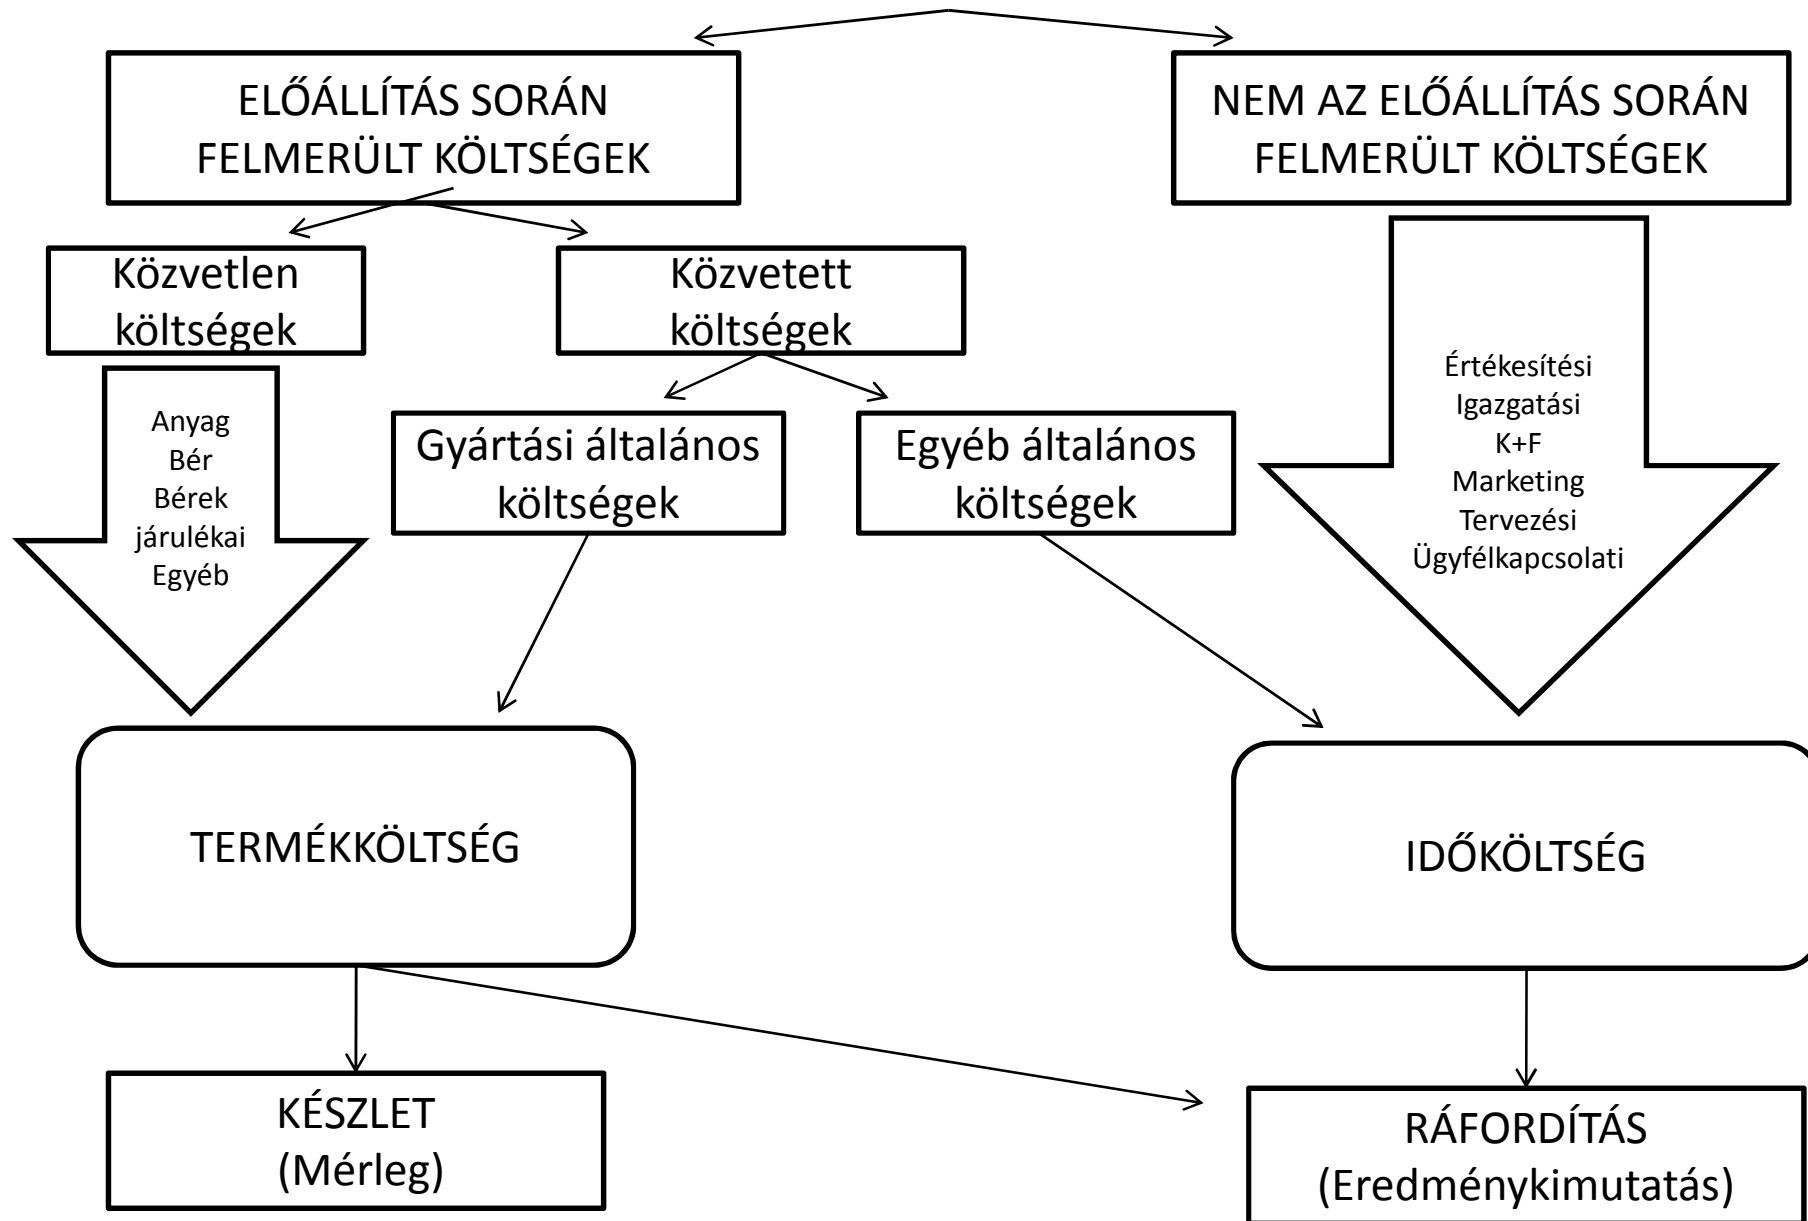 ELŐÁLLÍTÁS SORÁN
FELMERÜLT KÖLTSÉGEK
NEM AZ ELŐÁLLÍTÁS SORÁN
FELMERÜLT KÖLTSÉGEK
Közvetlen
költségek
Közvetett
költségek
Anyag
Bér
Bérek
járulékai
Egyéb
Gyártási általános
költségek
Egyéb általános
költségek
Értékesítési
Igazgatási
K+F
Marketing
Tervezési
Ügyfélkapcsolati
TERMÉKKÖLTSÉG
IDŐKÖLTSÉG
KÉSZLET
(Mérleg)
RÁFORDÍTÁS
(Eredménykimutatás)